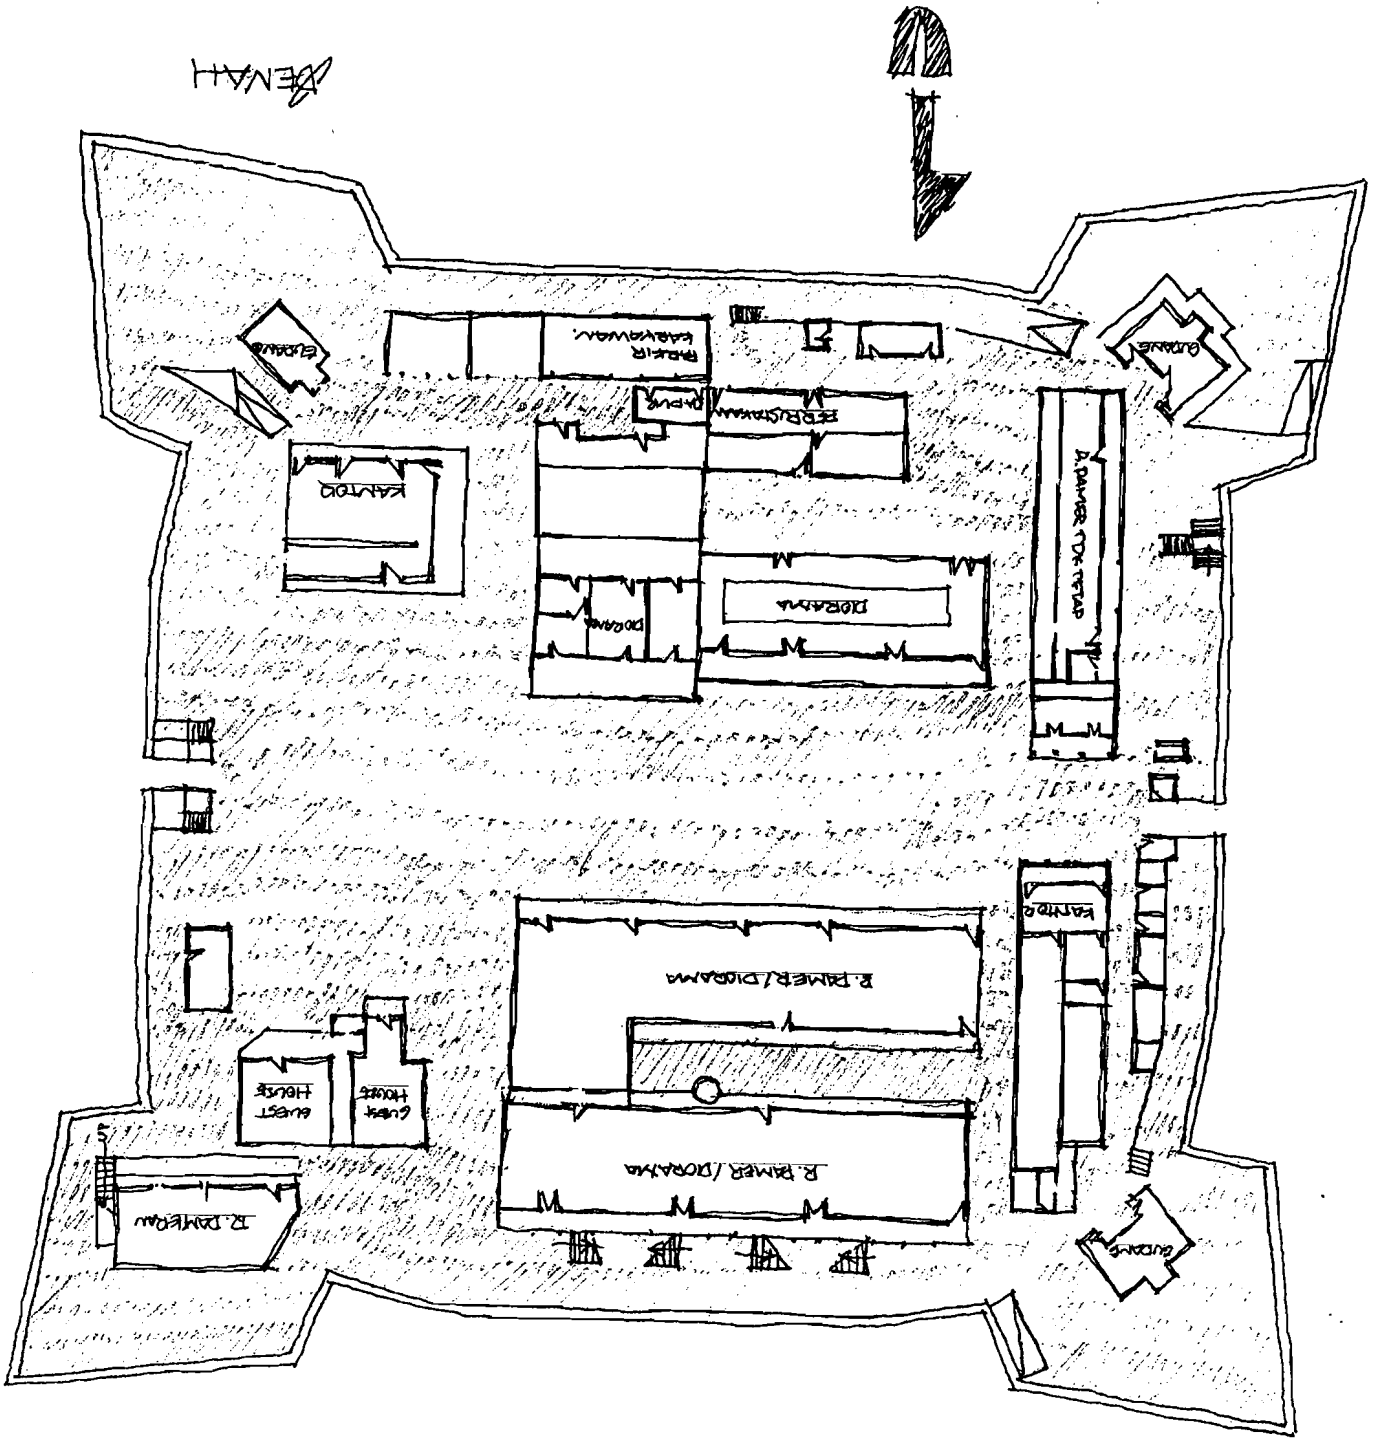 GUDANG
R. PAMERAN
R. PAMER / DIORAMA
GUEST
HOUSE
GUEST
HOUSE
R. PAMER / DIORAMA
KANTOR
DIORAMA
DIORAMA
R. PAMER TDK TETAP
KANTOR
PERPUSTAKAAN
DAPUR
PARKIR
KARYAWAN.
GUDANG
GUDANG
DENAH